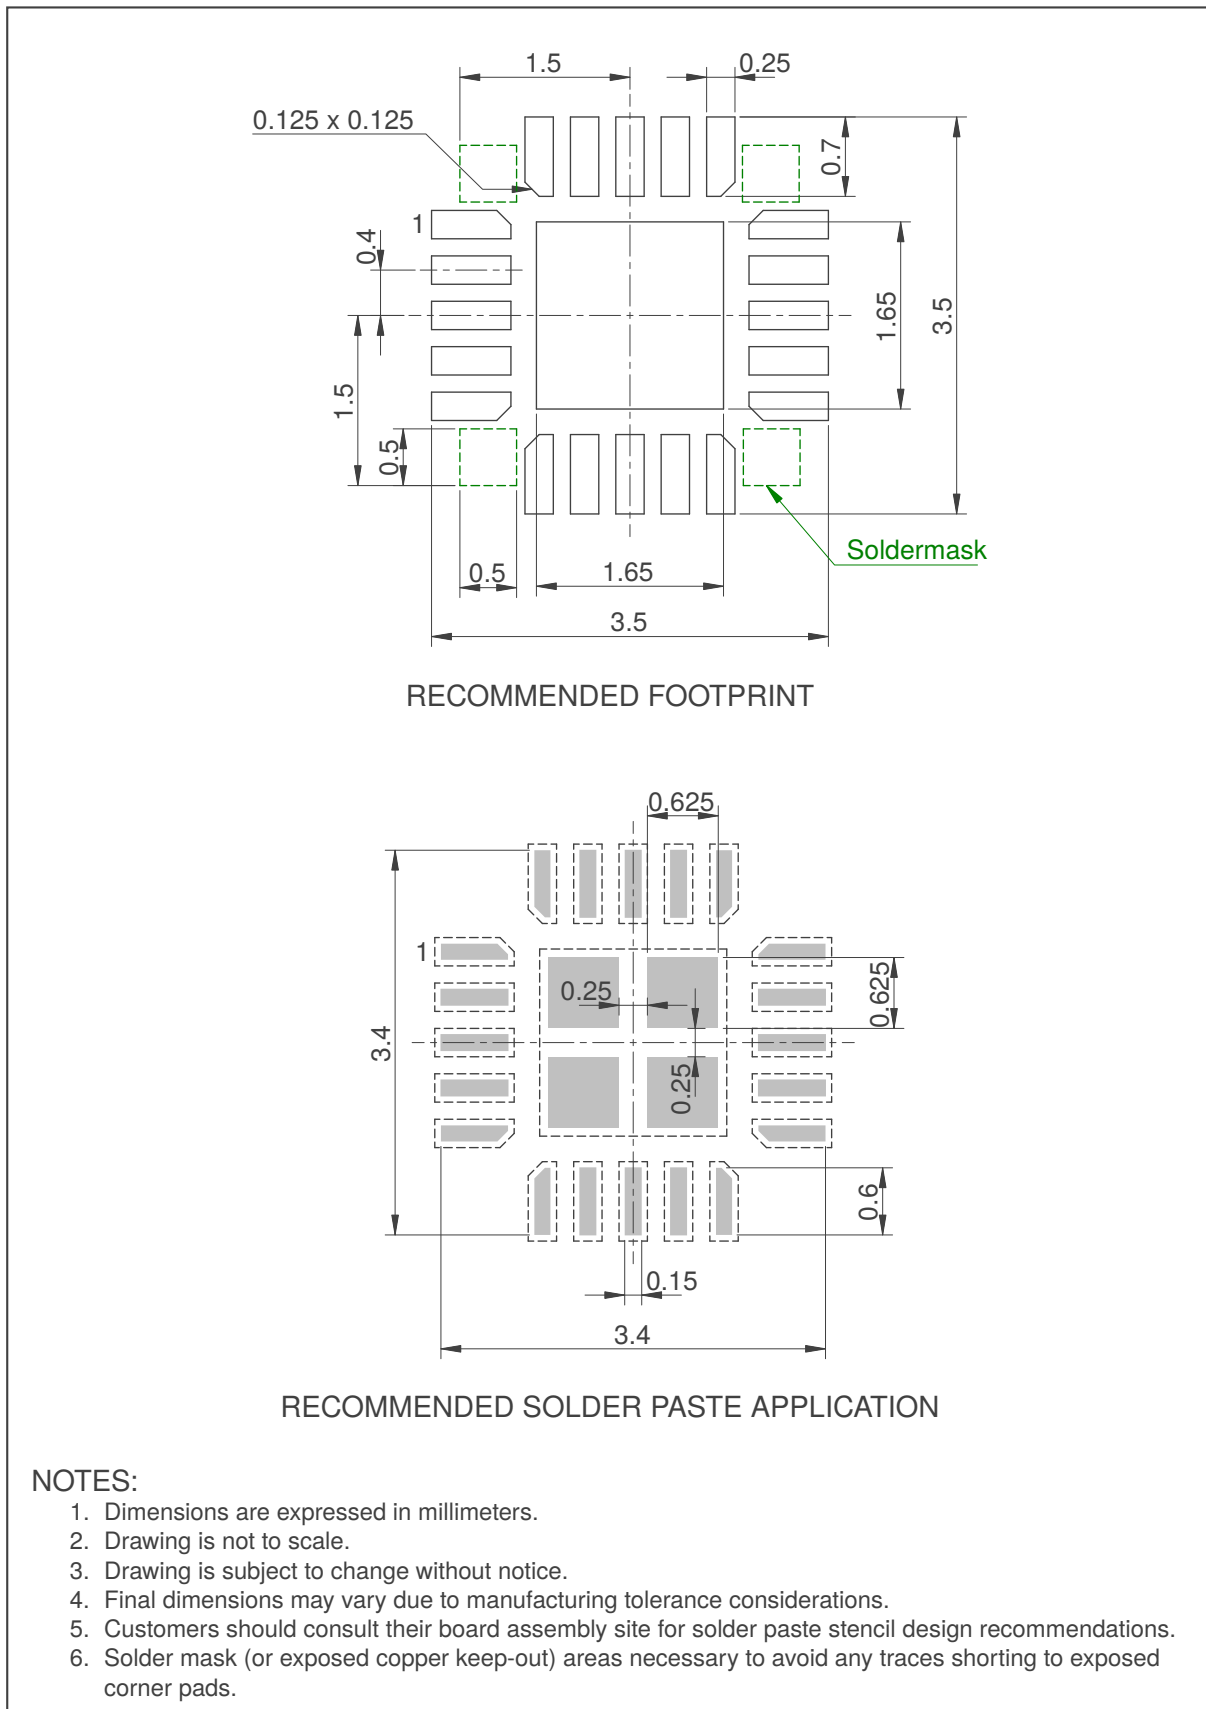 1.5
0.25
0.125 x 0.125
0.7
1
0.4
1.65
3.5
1.5
0.5
Soldermask
0.5
1.65
3.5
RECOMMENDED FOOTPRINT
0.625
1
0.25
0.625
3.4
0.25
0.6
0.15
3.4
RECOMMENDED SOLDER PASTE APPLICATION
NOTES:
1. Dimensions are expressed in millimeters.
2. Drawing is not to scale.
3. Drawing is subject to change without notice.
4. Final dimensions may vary due to manufacturing tolerance considerations.
5. Customers should consult their board assembly site for solder paste stencil design recommendations.
6. Solder mask (or exposed copper keep-out) areas necessary to avoid any traces shorting to exposed
corner pads.